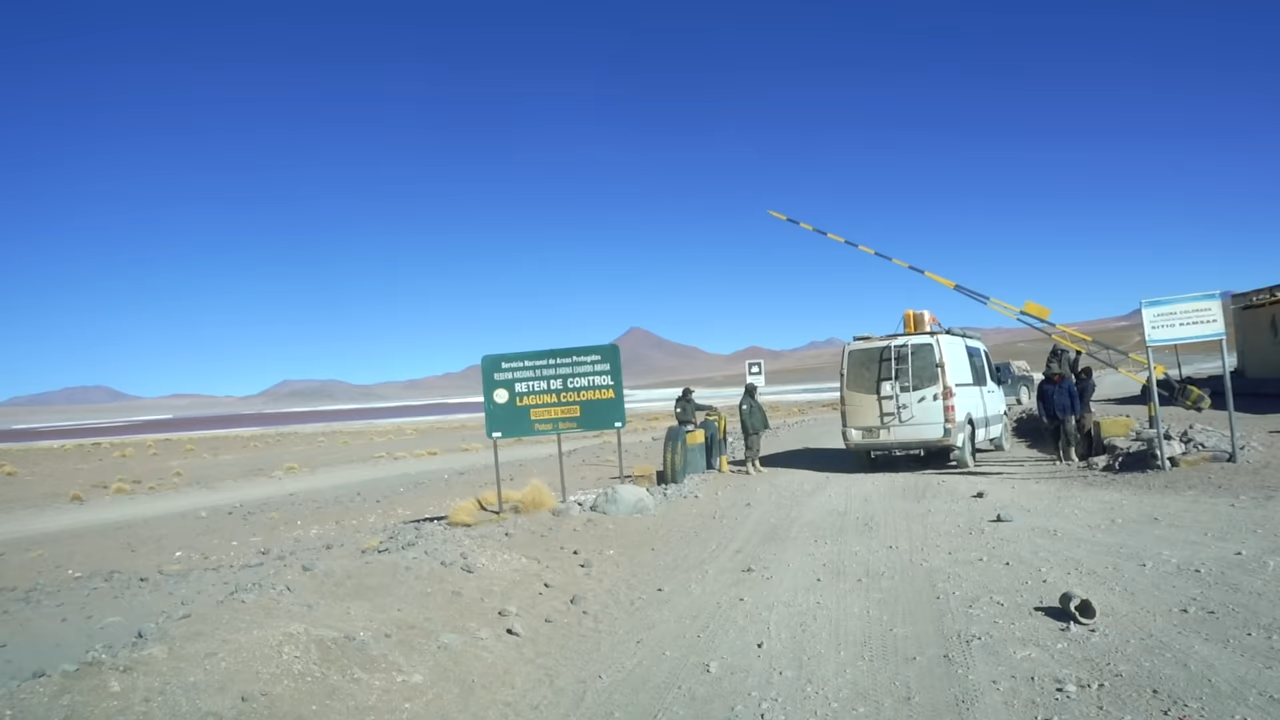 Servicio Nacional de Areas Protegidas
RESERVA NACIONAL DE FAUNA ANDINA EDUARDO AVAROA
RETEN DE CONTROL
LAGUNA COLORADA
REGISTRE SU INGRESO
Potosí - Bolivia
LAGUNA COLORADA
SITIO RAMSAR